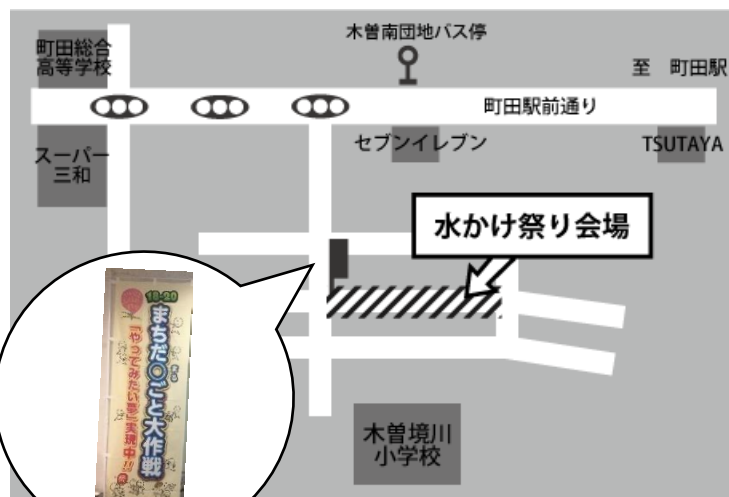 町田総合
高等学校
木曽南団地バス停
至 町田駅
町田駅前通り
スーパー
三和
セブンイレブン
TSUTAYA
水かけ祭り会場
18-20
まちだ〇ごと大作戦
「やってみたい夢」実現中!!
木曽境川
小学校